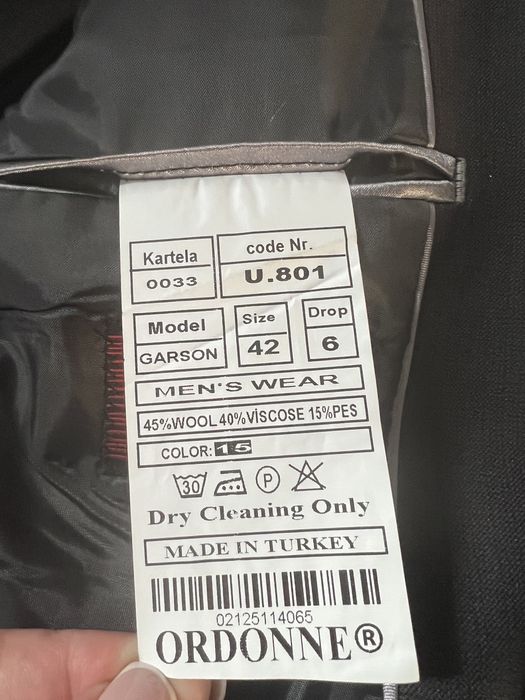 Kartela
0033
code Nr.
U.801
Model
GARSON
Size
42
Drop
6
MEN'S WEAR
45%WOOL 40%VİSCOSE 15%PES
COLOR: 15
30
P
Dry Cleaning Only
MADE IN TURKEY
02125114065
ORDONNE®